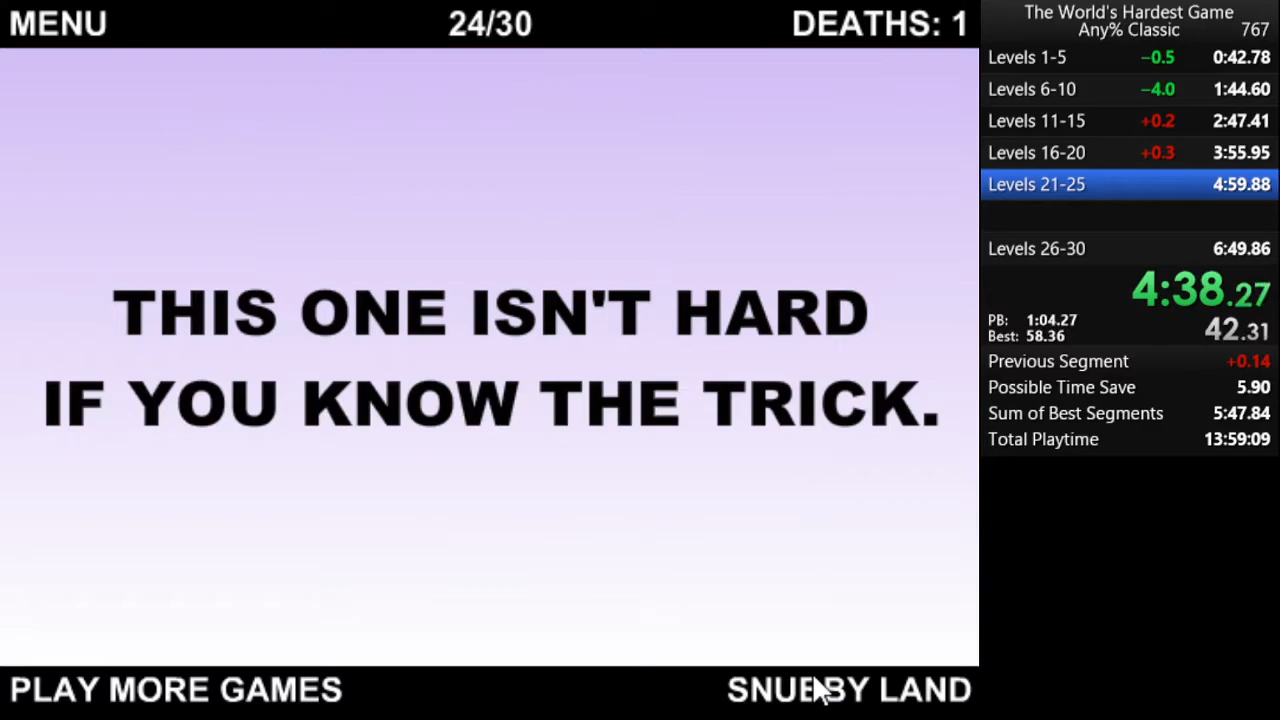 MENU 24/30 DEATHS: 1
THIS ONE ISN'T HARD
IF YOU KNOW THE TRICK.
PLAY MORE GAMES SNUBBY LAND
The World's Hardest Game
Any% Classic 767
Levels 1-5 −0.5 0:42.78
Levels 6-10 −4.0 1:44.60
Levels 11-15 +0.2 2:47.41
Levels 16-20 +0.3 3:55.95
Levels 21-25 4:59.88
Levels 26-30 6:49.86
4:38.27
PB: 1:04.27
Best: 58.36 42.31
Previous Segment +0.14
Possible Time Save 5.90
Sum of Best Segments 5:47.84
Total Playtime 13:59:09